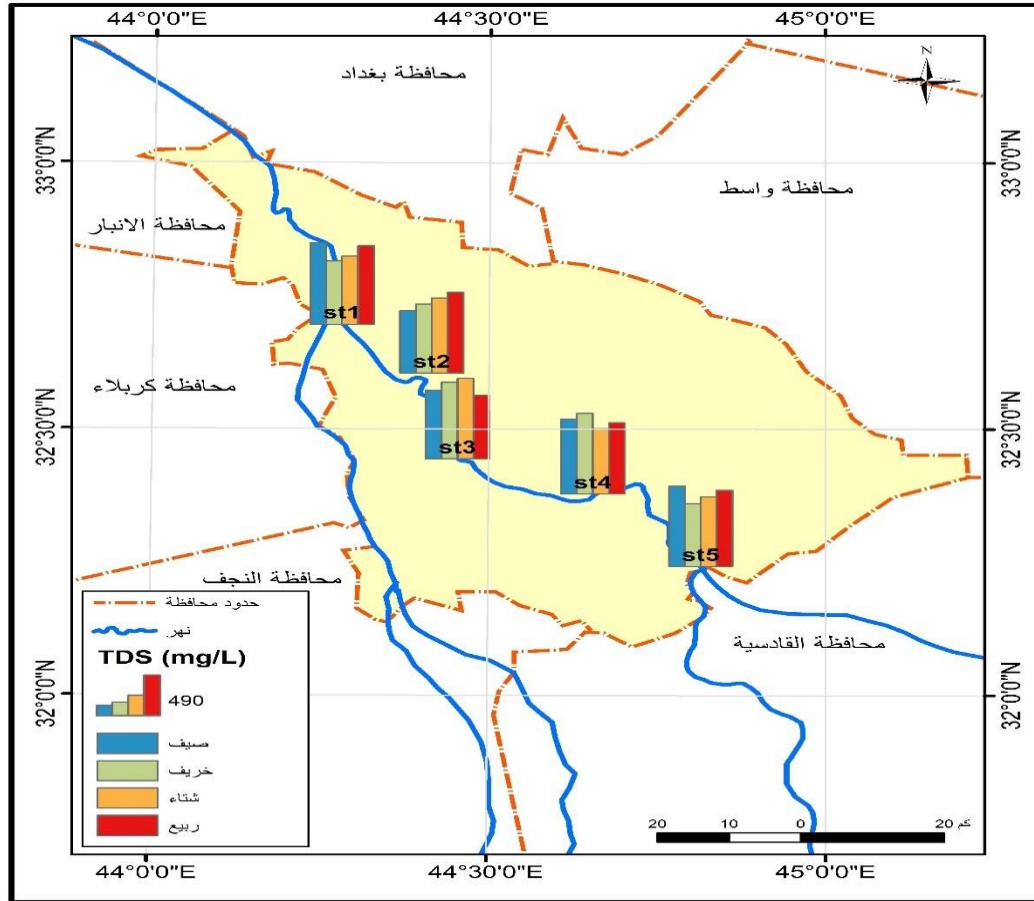 44°0'0"E 44°30'0"E 45°0'0"E
N
محافظة بغداد
33°0'0"N 33°0'0"N
محافظة واسط
محافظة الانبار
st1
st2
محافظة كربلاء
32°30'0"N 32°30'0"N
st3
st4
st5
محافظة النجف
حدود محافظة
نهر
محافظة القادسية
TDS (mg/L)
490
32°0'0"N 32°0'0"N
صيف
خريف
شتاء
ربيع
20 10 0 20 كم
44°0'0"E 44°30'0"E 45°0'0"E